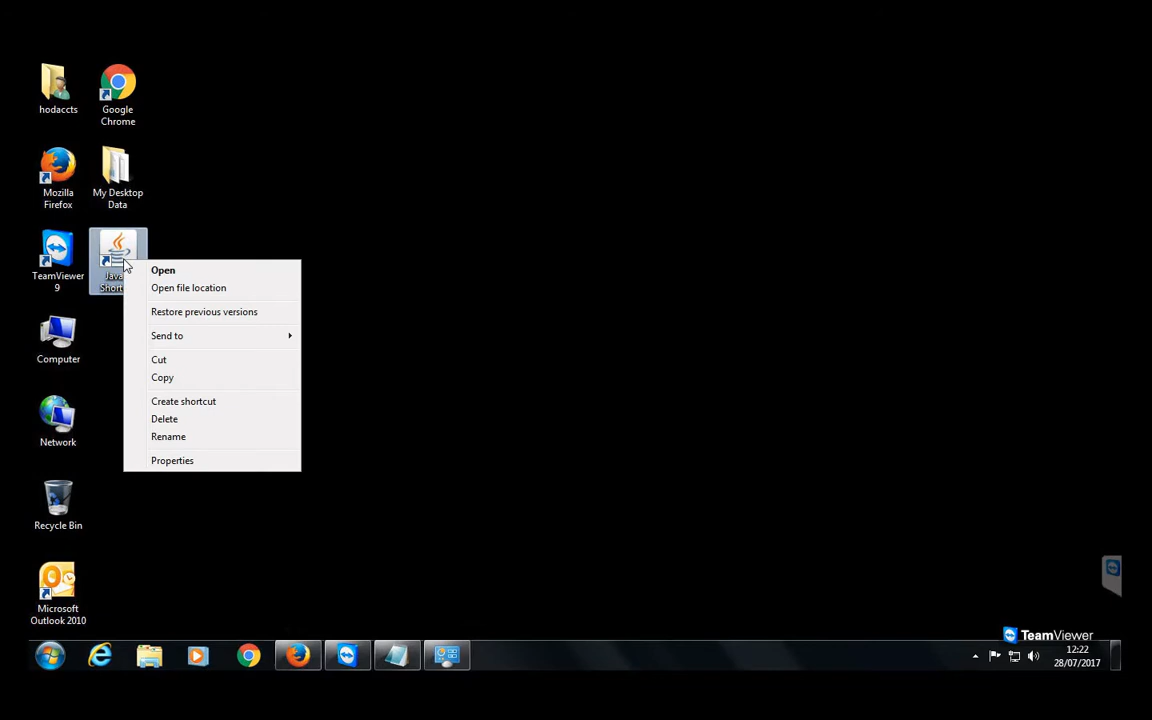 hodaccts
Google
Chrome
Mozilla
Firefox
My Desktop
Data
TeamViewer
9
Java
Short
Open
Open file location
Restore previous versions
Send to
Cut
Copy
Create shortcut
Delete
Rename
Properties
Computer
Network
Recycle Bin
Microsoft
Outlook 2010
TeamViewer
12:22
28/07/2017